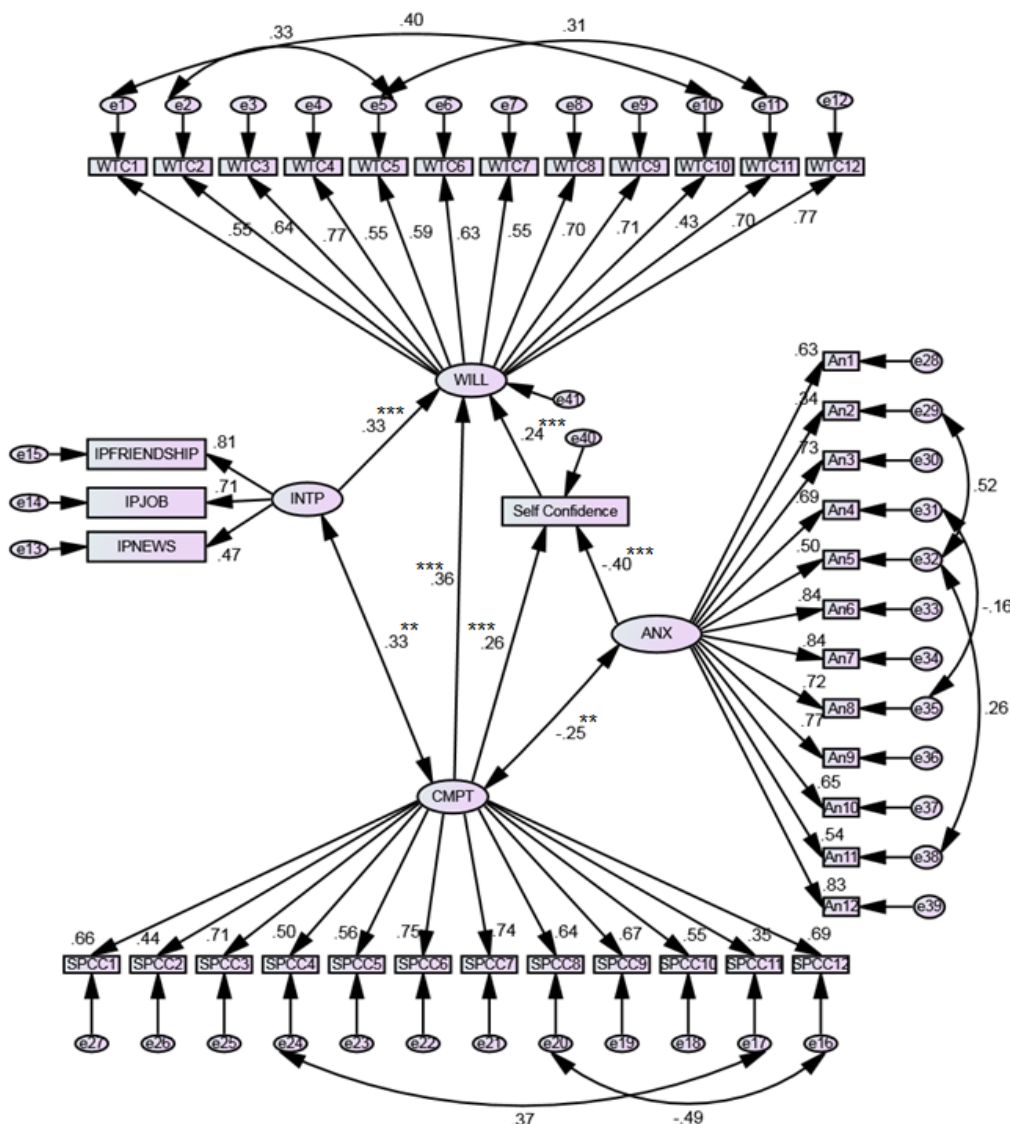 .40
.33
.31
e1 e2 e3 e4 e5 e6 e7 e8 e9 e10 e11 e12
WTC1 WTC2 WTC3 WTC4 WTC5 WTC6 WTC7 WTC8 WTC9 WTC10 WTC11 WTC12
.55 .64 .77 .55 .59 .63 .55 .70 .71 .43 .70 .77
WILL
e41
.33***
.24***
e40
e15 IPFRIENDSHIP .81
e14 IPJOB .71
e13 IPNEWS .47
INTP
Self Confidence
***.36
***.26
-.40***
.33**
-.25**
ANX
CMPT
.63 An1 e28
.34 An2 e29
.73 An3 e30
.69 An4 e31
.50 An5 e32
.84 An6 e33
.84 An7 e34
.72 An8 e35
.77 An9 e36
.65 An10 e37
.54 An11 e38
.83 An12 e39
.52
-.16
.26
.66 .44 .71 .50 .56 .75 .74 .64 .67 .55 .35 .69
SPCC1 SPCC2 SPCC3 SPCC4 SPCC5 SPCC6 SPCC7 SPCC8 SPCC9 SPCC10 SPCC11 SPCC12
e27 e26 e25 e24 e23 e22 e21 e20 e19 e18 e17 e16
.37 -.49